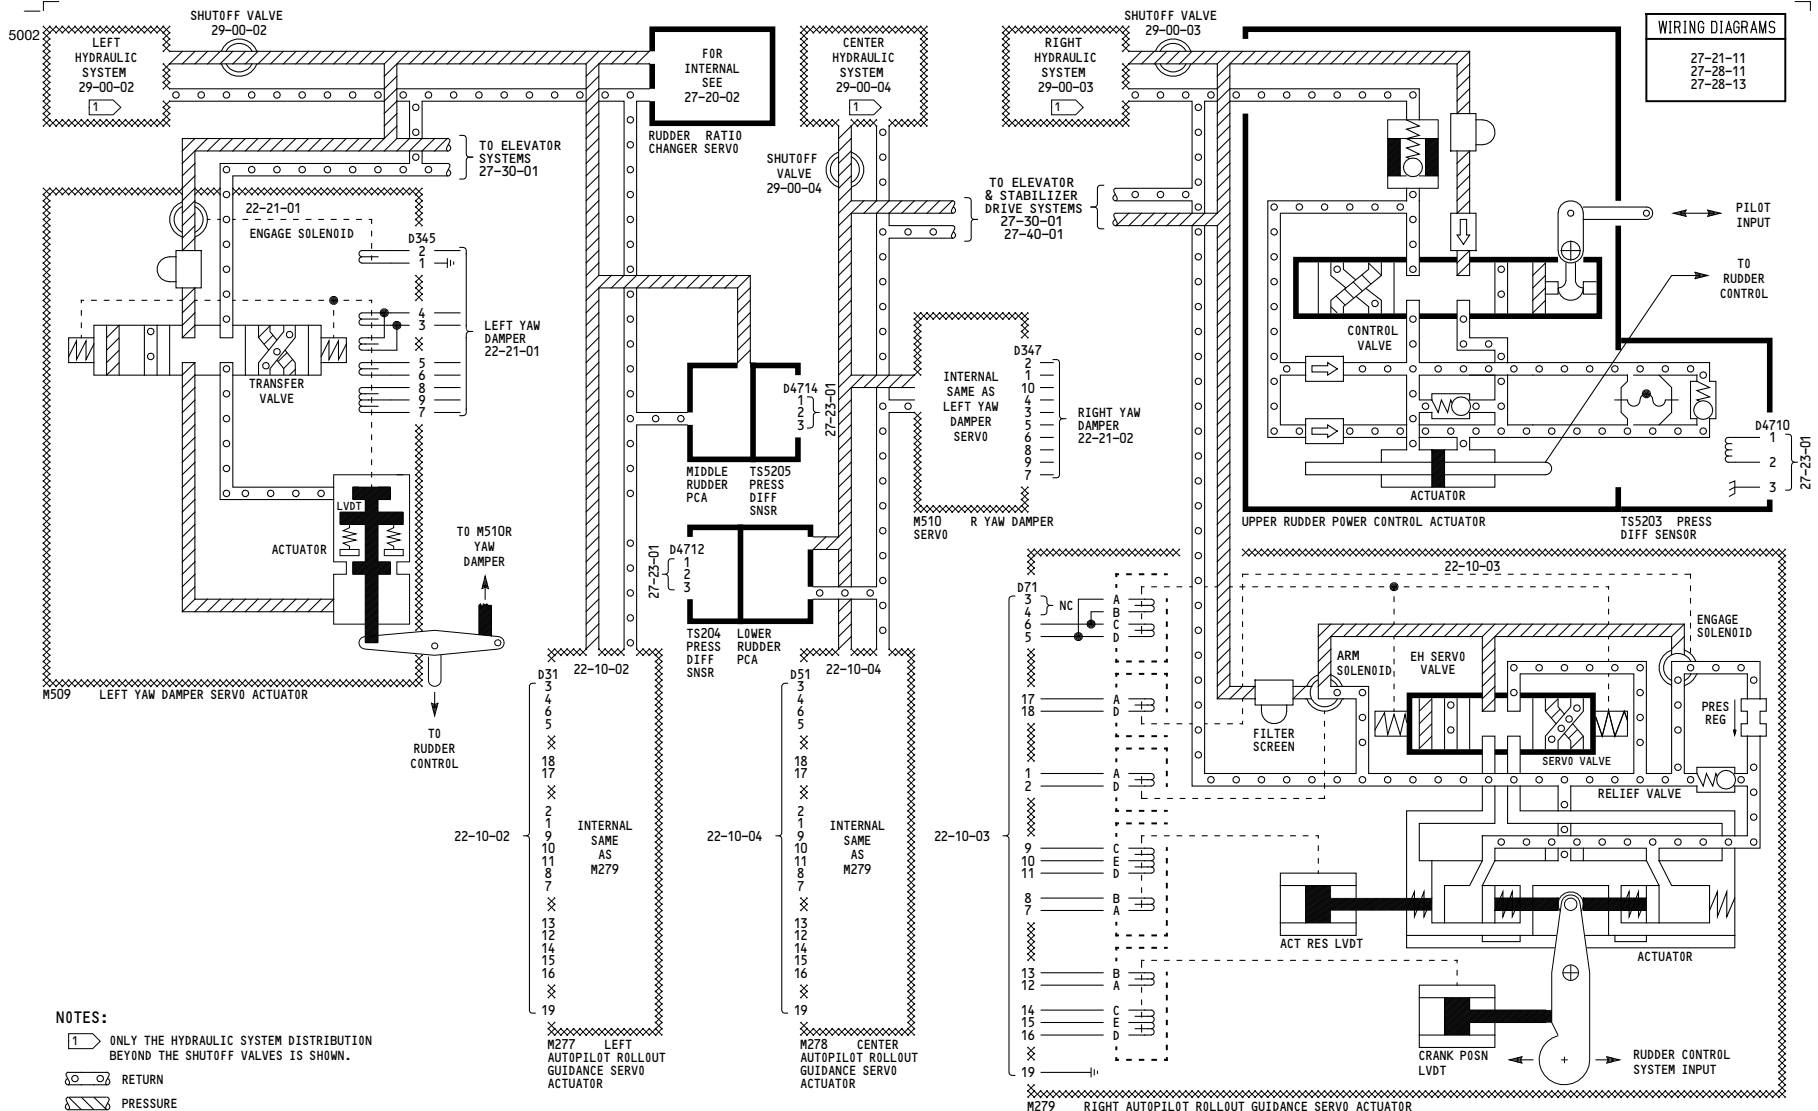 5002
SHUTOFF VALVE
29-00-02
LEFT
HYDRAULIC
SYSTEM
29-00-02
1
FOR
INTERNAL
SEE
27-20-02
RUDDER RATIO
CHANGER SERVO
CENTER
HYDRAULIC
SYSTEM
29-00-04
1
SHUTOFF
VALVE
29-00-04
RIGHT
HYDRAULIC
SYSTEM
29-00-03
1
SHUTOFF VALVE
29-00-03
WIRING DIAGRAMS
27-21-11
27-28-11
27-28-13
TO ELEVATOR
SYSTEMS
27-30-01
TO ELEVATOR
& STABILIZER
DRIVE SYSTEMS
27-30-01
27-40-01
PILOT
INPUT
TO
RUDDER
CONTROL
22-21-01
ENGAGE SOLENOID
D345
2
1
4
3
5
6
8
9
7
LEFT YAW
DAMPER
22-21-01
TRANSFER
VALVE
LVDT
ACTUATOR
TO M510R
YAW
DAMPER
M509 LEFT YAW DAMPER SERVO ACTUATOR
TO
RUDDER
CONTROL
D4714
1
2
3
27-23-01
MIDDLE
RUDDER
PCA
TS5205
PRESS
DIFF
SNSR
D4712
1
2
3
27-23-01
TS204
PRESS
DIFF
SNSR
LOWER
RUDDER
PCA
INTERNAL
SAME AS
LEFT YAW
DAMPER
SERVO
D347
2
1
10
4
3
5
6
8
9
7
RIGHT YAW
DAMPER
22-21-02
M510 R YAW DAMPER
SERVO
CONTROL
VALVE
ACTUATOR
UPPER RUDDER POWER CONTROL ACTUATOR
D4710
1
2
3
27-23-01
TS5203 PRESS
DIFF SENSOR
22-10-02
D31
3
4
6
5
18
17
2
1
9
10
11
8
7
13
12
14
15
16
19
22-10-02
INTERNAL
SAME
AS
M279
M277 LEFT
AUTOPILOT ROLLOUT
GUIDANCE SERVO
ACTUATOR
22-10-04
D51
3
4
6
5
18
17
2
1
9
10
11
8
7
13
12
14
15
16
19
22-10-04
INTERNAL
SAME
AS
M279
M278 CENTER
AUTOPILOT ROLLOUT
GUIDANCE SERVO
ACTUATOR
22-10-03
D71
3 A
4 NC B
6 C
5 D
17 A
18 D
1 A
2 D
9 C
10 E
11 D
8 B
7 A
13 B
12 A
14 C
15 E
16 D
19
22-10-03
ENGAGE
SOLENOID
ARM
SOLENOID
EH SERVO
VALVE
FILTER
SCREEN
SERVO VALVE
PRES
REG
RELIEF VALVE
ACT RES LVDT
ACTUATOR
CRANK POSN
LVDT
RUDDER CONTROL
SYSTEM INPUT
M279 RIGHT AUTOPILOT ROLLOUT GUIDANCE SERVO ACTUATOR
NOTES:
1 ONLY THE HYDRAULIC SYSTEM DISTRIBUTION
BEYOND THE SHUTOFF VALVES IS SHOWN.
RETURN
PRESSURE